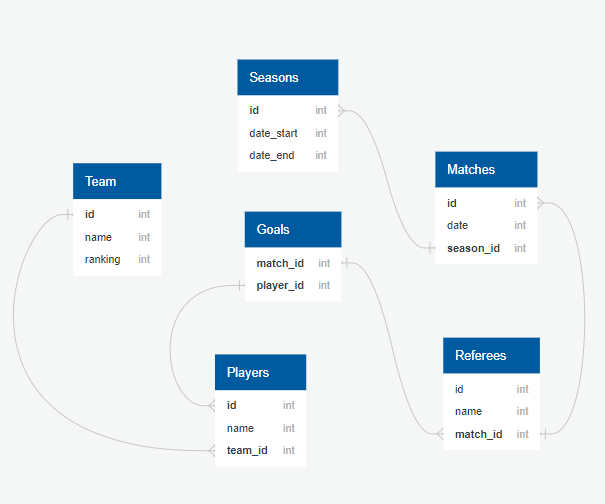 Seasons
id int
date_start int
date_end int
Team
id int
name int
ranking int
Matches
id int
date int
season_id int
Goals
match_id int
player_id int
Players
id int
name int
team_id int
Referees
id int
name int
match_id int